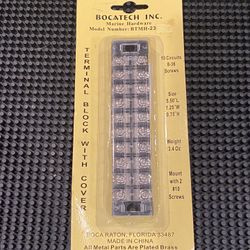 BOCATECH INC.
Marine Hardware
Model Number: BTMH-23
TERMINAL BLOCK WITH COVER
10 Circuits
8-36
Screws
Size
5.50"L
1.25"W
0.75"H
Weight
3.4 Oz
Mount
with 2
#10
Screws
BOCA RATON, FLORIDA 33487
MADE IN CHINA
All Metal Parts Are Plated Brass